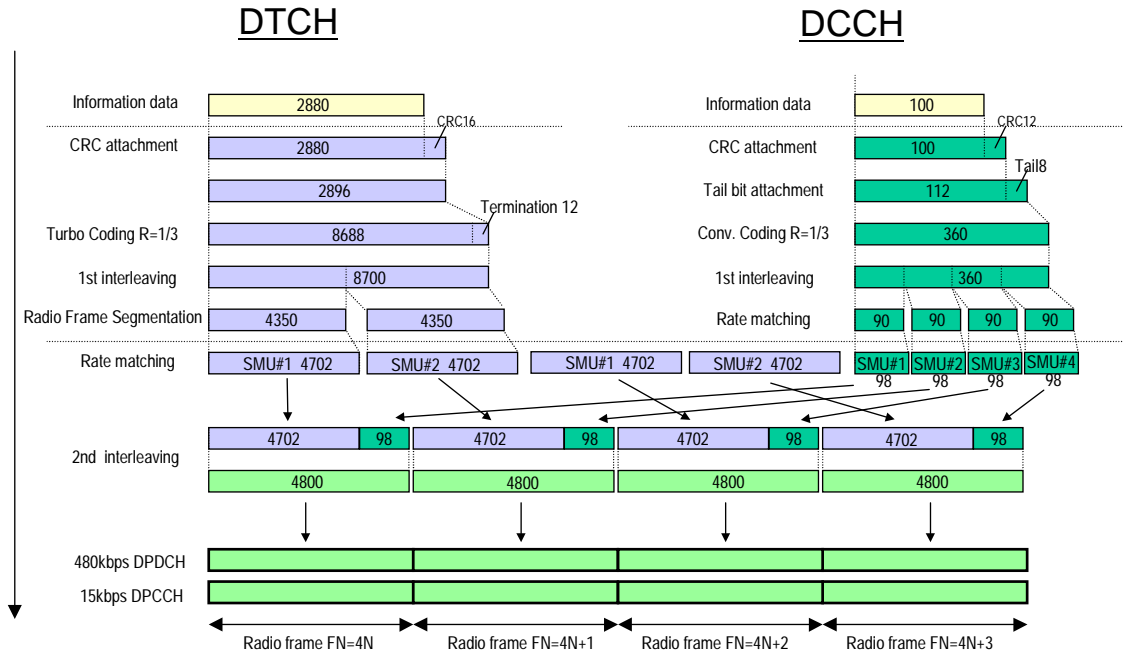 DTCH
DCCH
Information data
2880
Information data
100
CRC16
CRC12
CRC attachment
2880
CRC attachment
100
Tail8
2896
Tail bit attachment
112
Termination 12
Turbo Coding R=1/3
8688
Conv. Coding R=1/3
360
1st interleaving
8700
1st interleaving
360
Radio Frame Segmentation
4350
4350
Rate matching
90
90
90
90
Rate matching
SMU#1 4702
SMU#2 4702
SMU#1 4702
SMU#2 4702
SMU#1
SMU#2
SMU#3
SMU#4
98
98
98
98
4702
98
4702
98
4702
98
4702
98
2nd interleaving
4800
4800
4800
4800
480kbps DPDCH
15kbps DPCCH
Radio frame FN=4N
Radio frame FN=4N+1
Radio frame FN=4N+2
Radio frame FN=4N+3